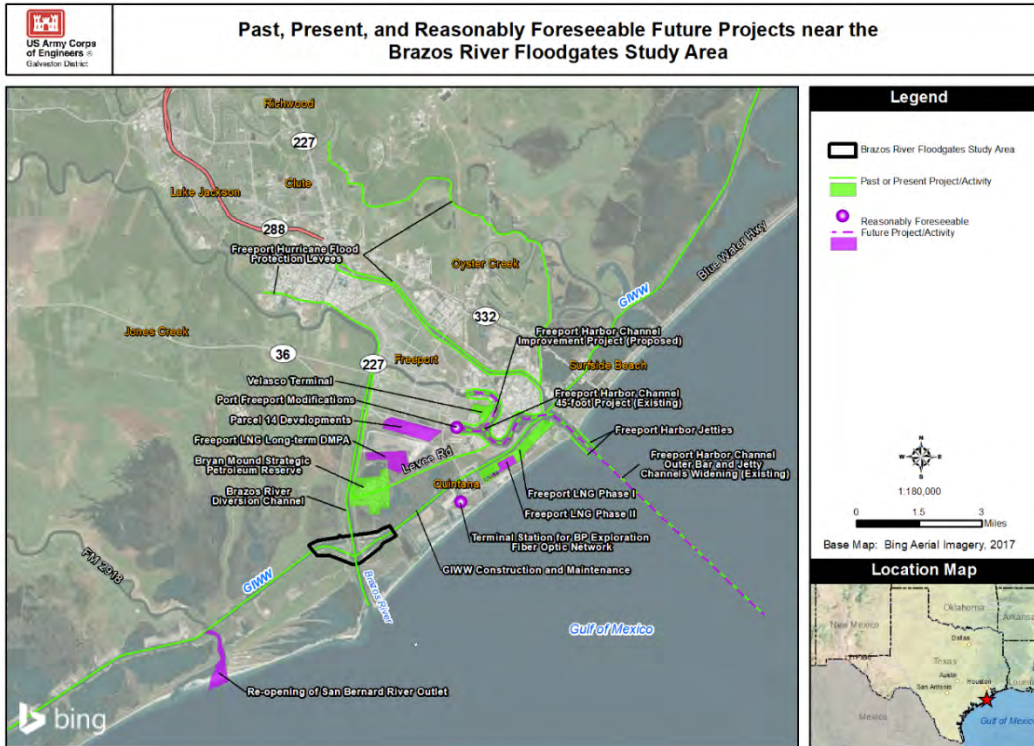 US Army Corps
of Engineers ®
Galveston District
Past, Present, and Reasonably Foreseeable Future Projects near the
Brazos River Floodgates Study Area
Richwood
227
Clute
Lake Jackson
288
Freeport Hurricane Flood
Protection Levees
Oyster Creek
Blue Water Hwy
GIWW
Jones Creek
332
36
227
Freeport
Freeport Harbor Channel
Improvement Project (Proposed)
Surfside Beach
Velasco Terminal
Port Freeport Modifications
Parcel 14 Developments
Freeport LNG Long-term DMPA
Bryan Mound Strategic
Petroleum Reserve
Brazos River
Diversion Channel
Freeport Harbor Channel
45-foot Project (Existing)
Freeport Harbor Jetties
Levee Rd
Freeport Harbor Channel
Outer Bar and Jetty
Channels Widening (Existing)
Quintana
Freeport LNG Phase I
Freeport LNG Phase II
Terminal Station for BP Exploration
Fiber Optic Network
GIWW Construction and Maintenance
FM 2918
GIWW
Brazos River
Gulf of Mexico
Re-opening of San Bernard River Outlet
bing
Legend
Brazos River Floodgates Study Area
Past or Present Project/Activity
Reasonably Foreseeable
Future Project/Activity
N
W
E
S
1:180,000
0 1.5 3
Miles
Base Map: Bing Aerial Imagery, 2017
Location Map
New Mexico
Oklahoma
Arkansas
Dallas
El Paso
Texas
Austin
Houston
San Antonio
Louisiana
Mexico
Gulf of Mexico